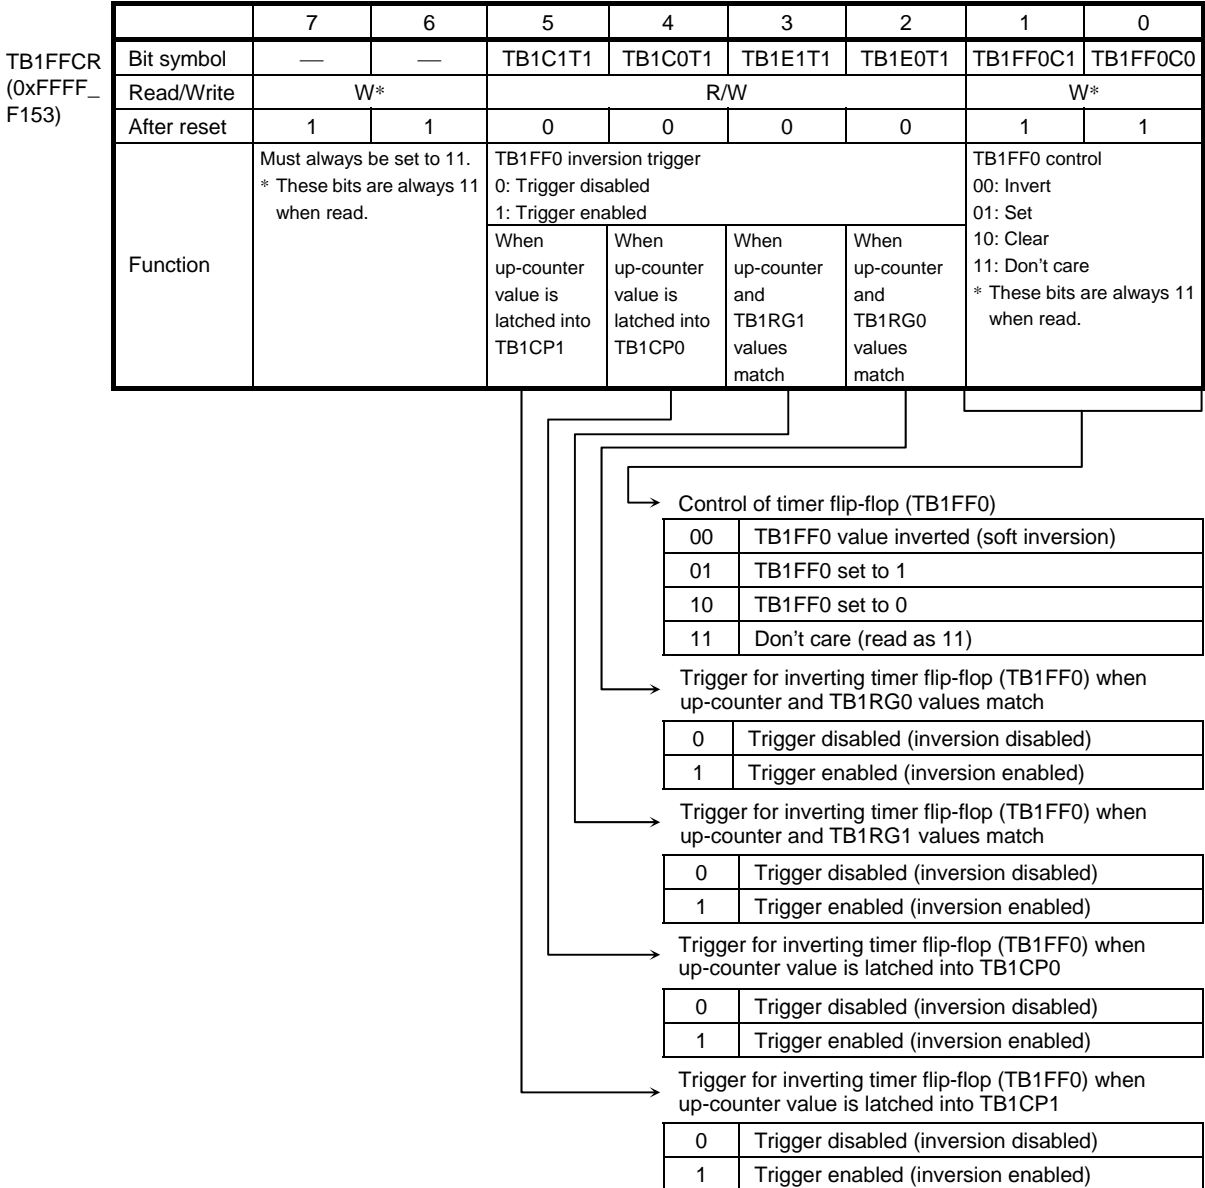 7 6 5 4 3 2 1 0
TB1FFCR
(0xFFFF_
F153)
Bit symbol — — TB1C1T1 TB1C0T1 TB1E1T1 TB1E0T1 TB1FF0C1 TB1FF0C0
Read/Write W* R/W W*
After reset 1 1 0 0 0 0 1 1
Function
Must always be set to 11.
* These bits are always 11
when read.
TB1FF0 inversion trigger
0: Trigger disabled
1: Trigger enabled
When
up-counter
value is
latched into
TB1CP1
When
up-counter
value is
latched into
TB1CP0
When
up-counter
and
TB1RG1
values
match
When
up-counter
and
TB1RG0
values
match
TB1FF0 control
00: Invert
01: Set
10: Clear
11: Don't care
* These bits are always 11
when read.
Control of timer flip-flop (TB1FF0)
00 TB1FF0 value inverted (soft inversion)
01 TB1FF0 set to 1
10 TB1FF0 set to 0
11 Don't care (read as 11)
Trigger for inverting timer flip-flop (TB1FF0) when
up-counter and TB1RG0 values match
0 Trigger disabled (inversion disabled)
1 Trigger enabled (inversion enabled)
Trigger for inverting timer flip-flop (TB1FF0) when
up-counter and TB1RG1 values match
0 Trigger disabled (inversion disabled)
1 Trigger enabled (inversion enabled)
Trigger for inverting timer flip-flop (TB1FF0) when
up-counter value is latched into TB1CP0
0 Trigger disabled (inversion disabled)
1 Trigger enabled (inversion enabled)
Trigger for inverting timer flip-flop (TB1FF0) when
up-counter value is latched into TB1CP1
0 Trigger disabled (inversion disabled)
1 Trigger enabled (inversion enabled)